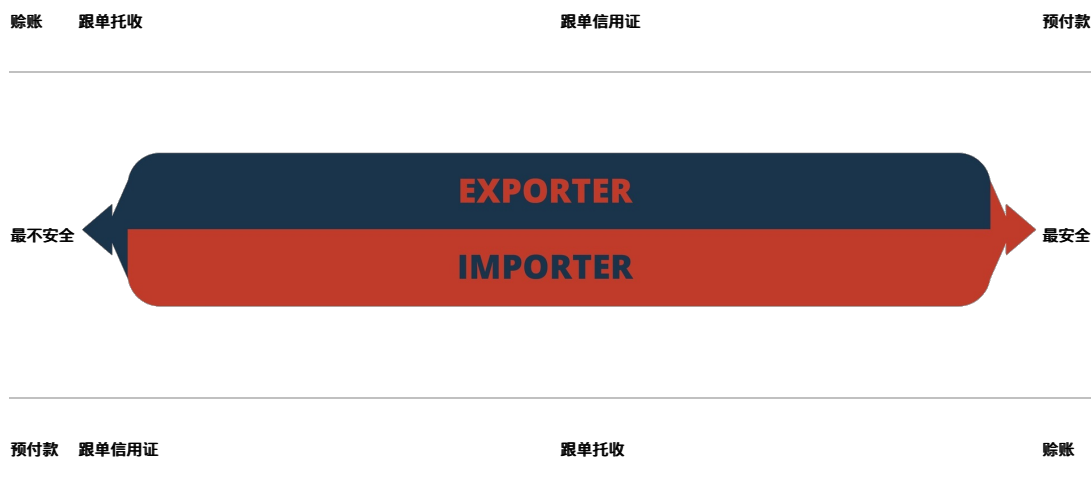 赊账 跟单托收 跟单信用证 预付款
EXPORTER
最不安全 最安全
IMPORTER
预付款 跟单信用证 跟单托收 赊账